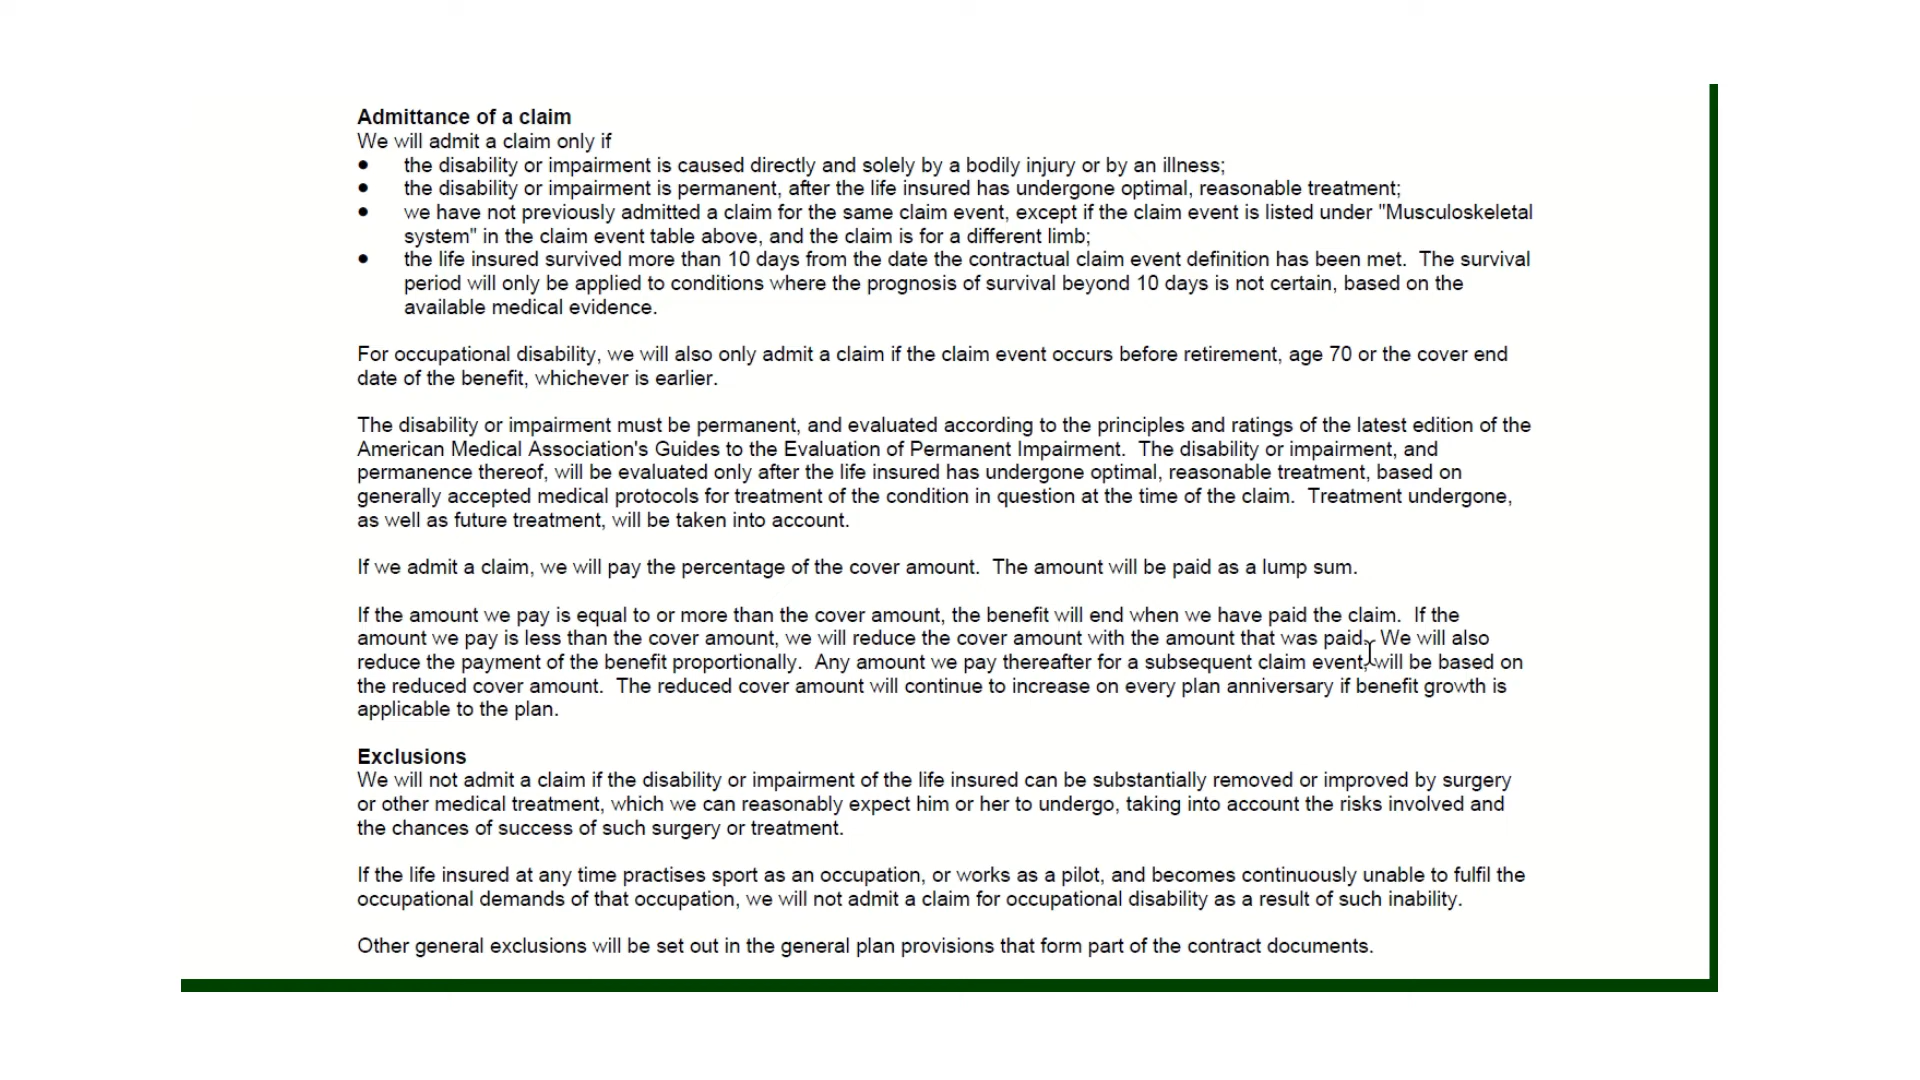 Admittance of a claim
We will admit a claim only if
● the disability or impairment is caused directly and solely by a bodily injury or by an illness;
● the disability or impairment is permanent, after the life insured has undergone optimal, reasonable treatment;
● we have not previously admitted a claim for the same claim event, except if the claim event is listed under "Musculoskeletal
system" in the claim event table above, and the claim is for a different limb;
● the life insured survived more than 10 days from the date the contractual claim event definition has been met. The survival
period will only be applied to conditions where the prognosis of survival beyond 10 days is not certain, based on the
available medical evidence.
For occupational disability, we will also only admit a claim if the claim event occurs before retirement, age 70 or the cover end
date of the benefit, whichever is earlier.
The disability or impairment must be permanent, and evaluated according to the principles and ratings of the latest edition of the
American Medical Association's Guides to the Evaluation of Permanent Impairment. The disability or impairment, and
permanence thereof, will be evaluated only after the life insured has undergone optimal, reasonable treatment, based on
generally accepted medical protocols for treatment of the condition in question at the time of the claim. Treatment undergone,
as well as future treatment, will be taken into account.
If we admit a claim, we will pay the percentage of the cover amount. The amount will be paid as a lump sum.
If the amount we pay is equal to or more than the cover amount, the benefit will end when we have paid the claim. If the
amount we pay is less than the cover amount, we will reduce the cover amount with the amount that was paid. We will also
reduce the payment of the benefit proportionally. Any amount we pay thereafter for a subsequent claim event, will be based on
the reduced cover amount. The reduced cover amount will continue to increase on every plan anniversary if benefit growth is
applicable to the plan.
Exclusions
We will not admit a claim if the disability or impairment of the life insured can be substantially removed or improved by surgery
or other medical treatment, which we can reasonably expect him or her to undergo, taking into account the risks involved and
the chances of success of such surgery or treatment.
If the life insured at any time practises sport as an occupation, or works as a pilot, and becomes continuously unable to fulfil the
occupational demands of that occupation, we will not admit a claim for occupational disability as a result of such inability.
Other general exclusions will be set out in the general plan provisions that form part of the contract documents.